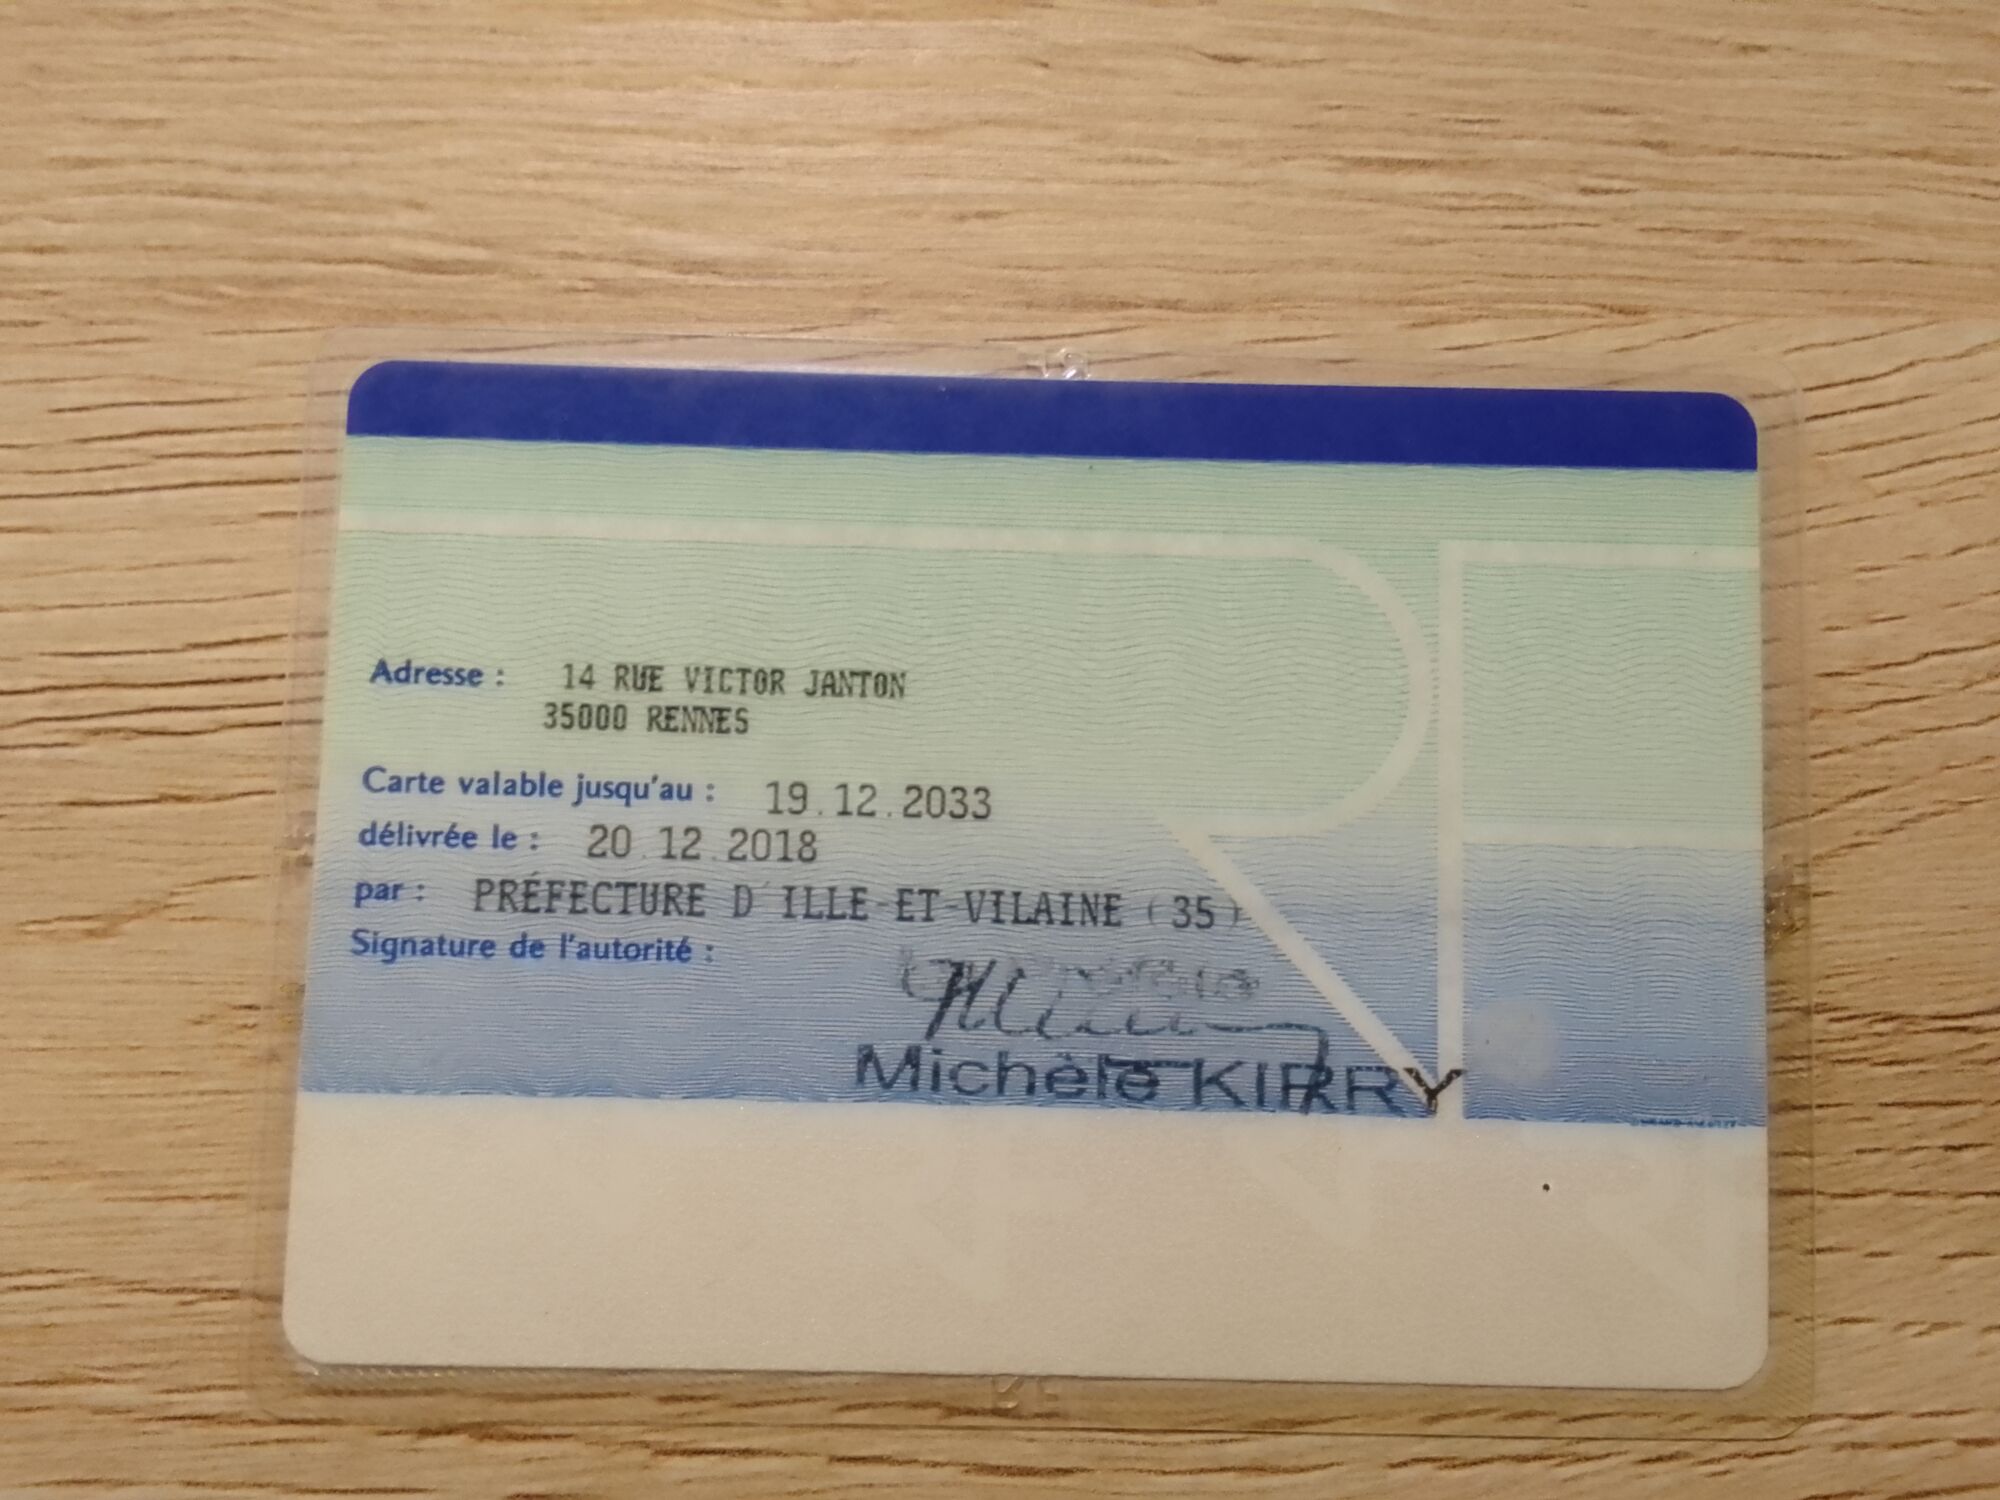 Adresse : 14 RUE VICTOR JANTON
35000 RENNES
Carte valable jusqu'au : 19.12.2033
délivrée le : 20.12.2018
par : PRÉFECTURE D'ILLE-ET-VILAINE (35)
Signature de l'autorité :
Michèle KIRRY
RF